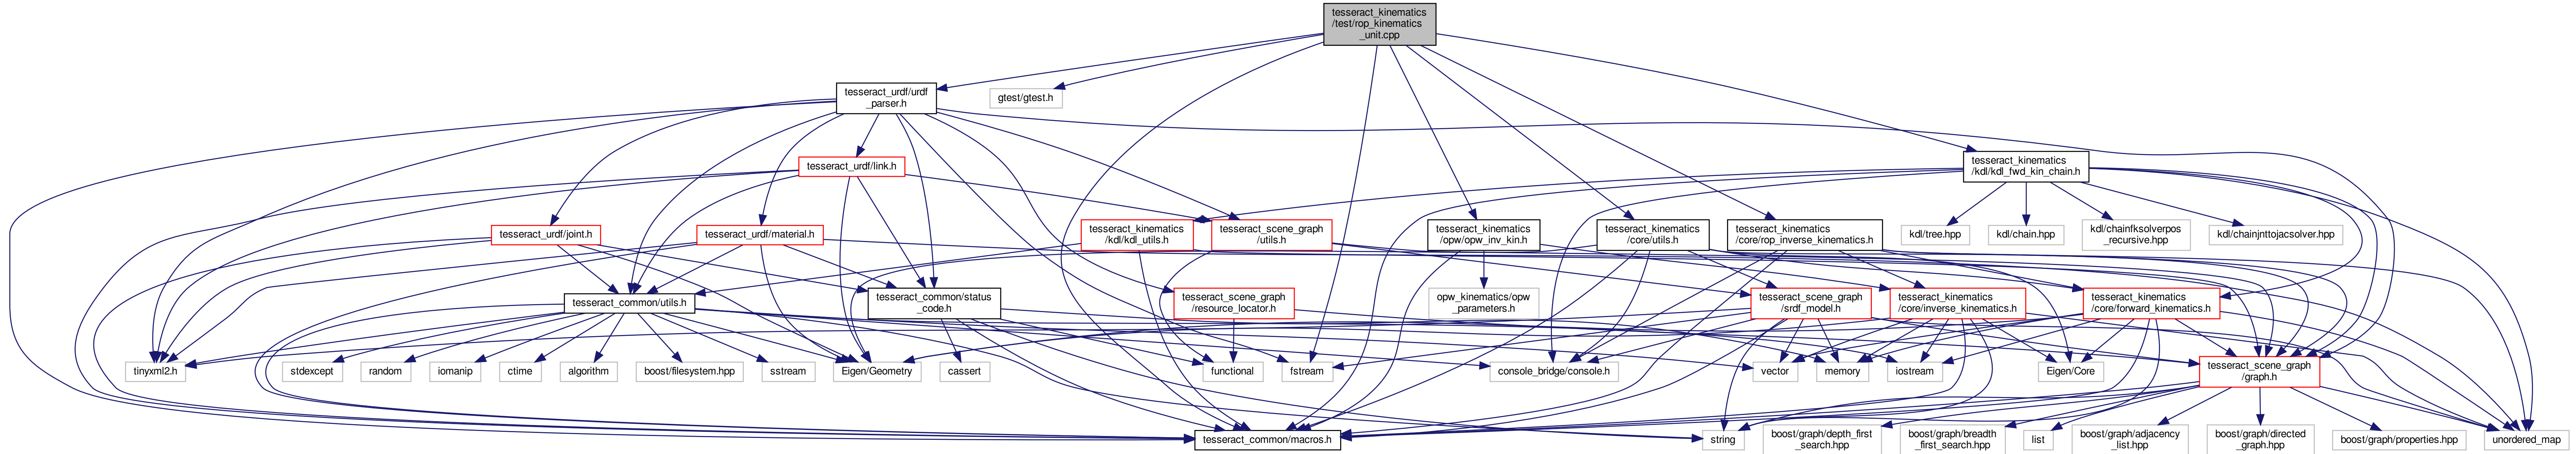 tesseract_kinematics
/test/rop_kinematics
_unit.cpp
tesseract_urdf/urdf
_parser.h
gtest/gtest.h
tesseract_urdf/link.h
tesseract_kinematics
/kdl/kdl_fwd_kin_chain.h
tesseract_urdf/joint.h
tesseract_urdf/material.h
tesseract_kinematics
/kdl/kdl_utils.h
tesseract_scene_graph
/utils.h
tesseract_kinematics
/opw/opw_inv_kin.h
tesseract_kinematics
/core/utils.h
tesseract_kinematics
/core/rop_inverse_kinematics.h
kdl/tree.hpp
kdl/chain.hpp
kdl/chainfksolverpos
_recursive.hpp
kdl/chainjnttojacsolver.hpp
tesseract_common/utils.h
tesseract_common/status
_code.h
tesseract_scene_graph
/resource_locator.h
opw_kinematics/opw
_parameters.h
tesseract_scene_graph
/srdf_model.h
tesseract_kinematics
/core/inverse_kinematics.h
tesseract_kinematics
/core/forward_kinematics.h
tinyxml2.h
stdexcept
random
iomanip
ctime
algorithm
boost/filesystem.hpp
sstream
Eigen/Geometry
cassert
functional
fstream
console_bridge/console.h
vector
memory
iostream
Eigen/Core
tesseract_scene_graph
/graph.h
tesseract_common/macros.h
string
boost/graph/depth_first
_search.hpp
boost/graph/breadth
_first_search.hpp
list
boost/graph/adjacency
_list.hpp
boost/graph/directed
_graph.hpp
boost/graph/properties.hpp
unordered_map